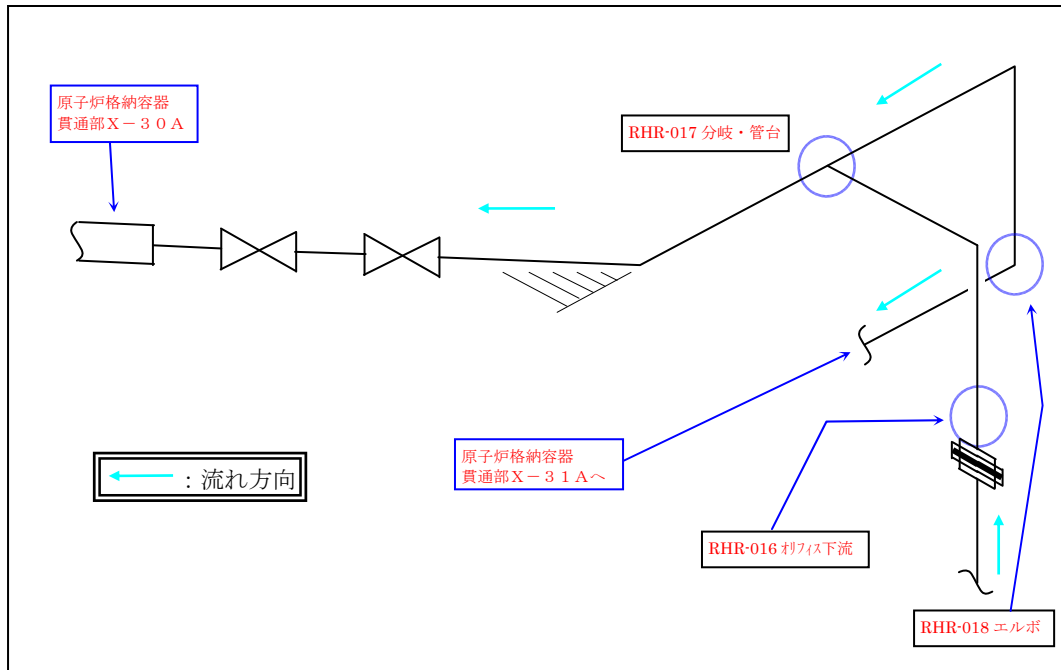 原子炉格納容器
貫通部X－30A
RHR-017 分岐・管台
原子炉格納容器
貫通部X－31Aへ
：流れ方向
RHR-016 ｵﾘﾌｨｽ下流
RHR-018 エルボ